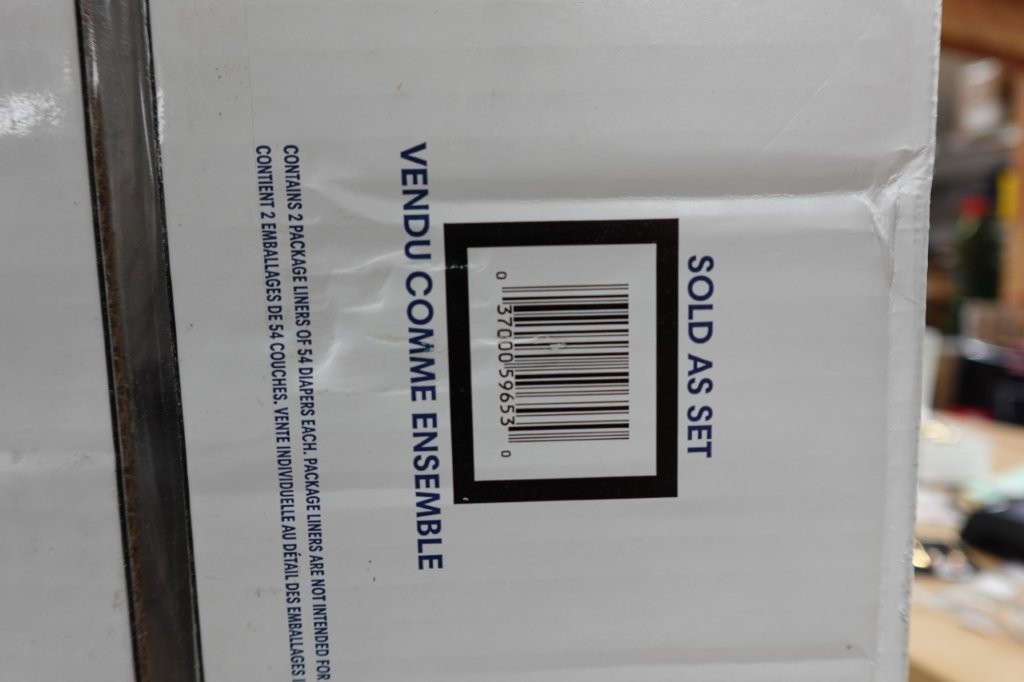 SOLD AS SET
0 37000 59653 0
VENDU COMME ENSEMBLE
CONTAINS 2 PACKAGE LINERS OF 54 DIAPERS EACH. PACKAGE LINERS ARE NOT INTENDED FOR
CONTIENT 2 EMBALLAGES DE 54 COUCHES. VENTE INDIVIDUELLE AU DÉTAIL DES EMBALLAGES